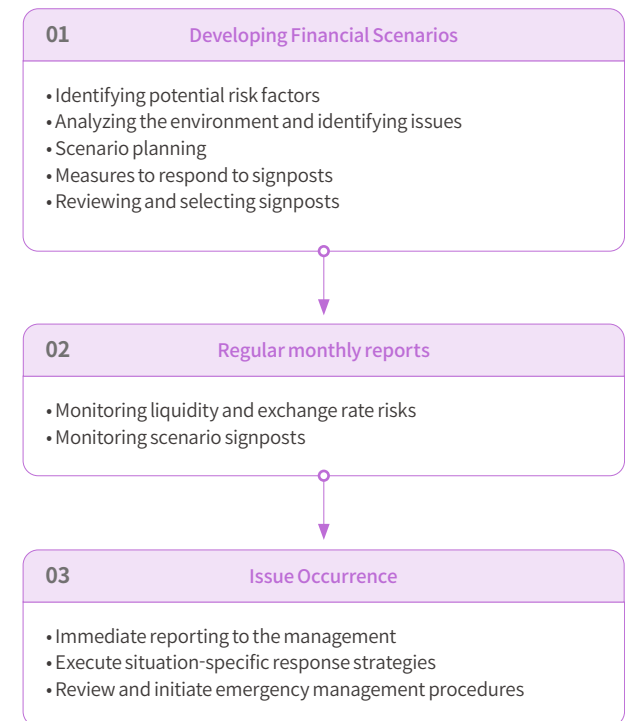 01 Developing Financial Scenarios
• Identifying potential risk factors
• Analyzing the environment and identifying issues
• Scenario planning
• Measures to respond to signposts
• Reviewing and selecting signposts
02 Regular monthly reports
• Monitoring liquidity and exchange rate risks
• Monitoring scenario signposts
03 Issue Occurrence
• Immediate reporting to the management
• Execute situation-specific response strategies
• Review and initiate emergency management procedures